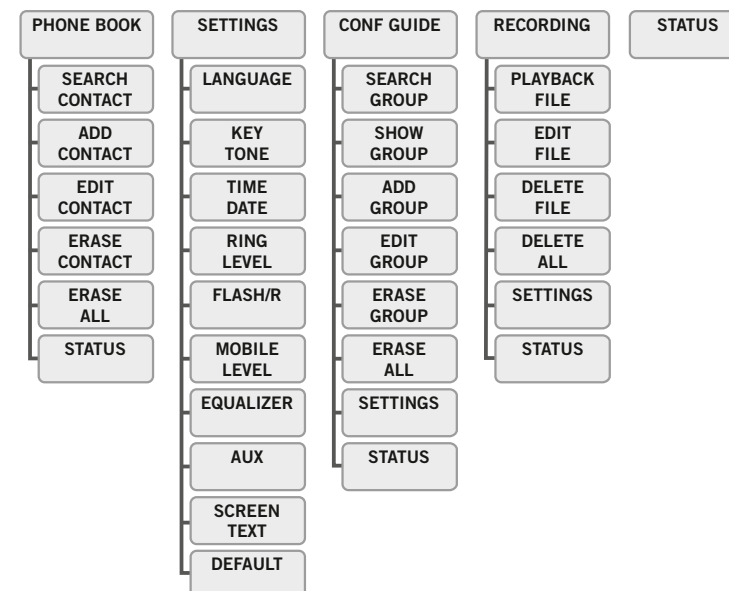 PHONE BOOK
SEARCH
CONTACT
ADD
CONTACT
EDIT
CONTACT
ERASE
CONTACT
ERASE
ALL
STATUS
SETTINGS
LANGUAGE
KEY
TONE
TIME
DATE
RING
LEVEL
FLASH/R
MOBILE
LEVEL
EQUALIZER
AUX
SCREEN
TEXT
DEFAULT
CONF GUIDE
SEARCH
GROUP
SHOW
GROUP
ADD
GROUP
EDIT
GROUP
ERASE
GROUP
ERASE
ALL
SETTINGS
STATUS
RECORDING
PLAYBACK
FILE
EDIT
FILE
DELETE
FILE
DELETE
ALL
SETTINGS
STATUS
STATUS